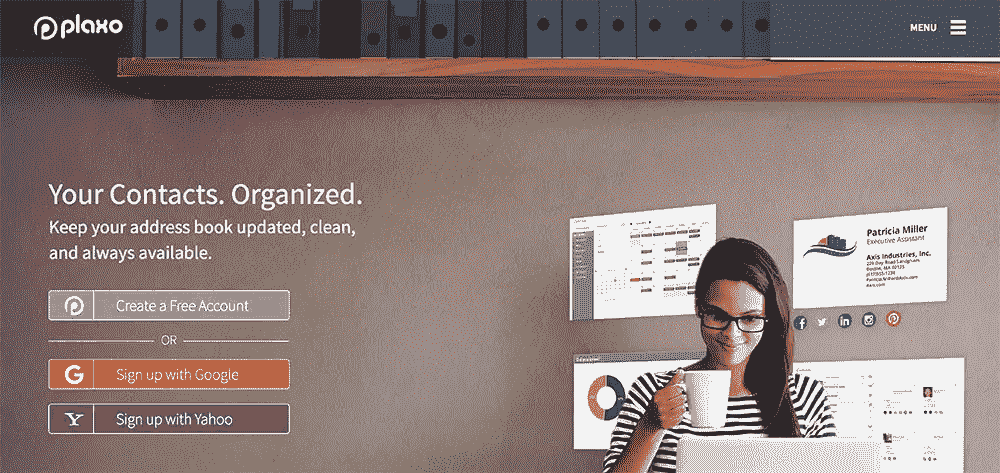 plaxo
MENU
Your Contacts. Organized.
Keep your address book updated, clean,
and always available.
Create a Free Account
OR
Sign up with Google
Sign up with Yahoo
Patricia Miller
Executive Assistant
Axis Industries, Inc.